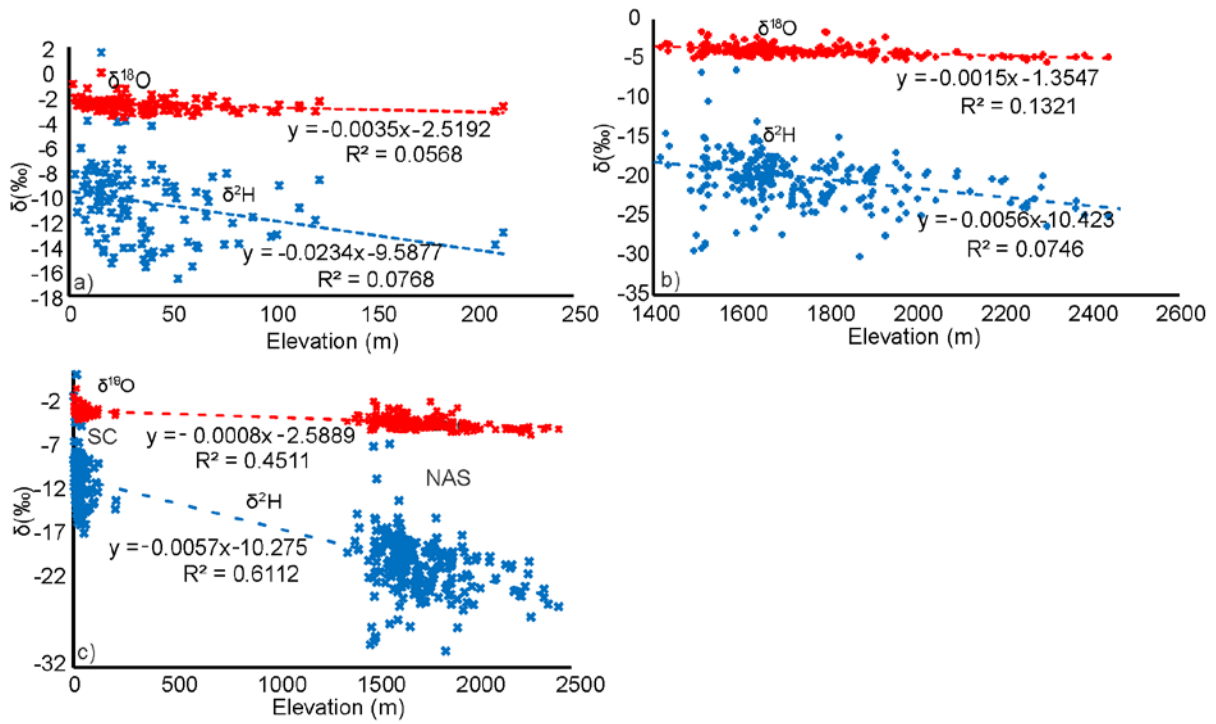 2
0
-2
-4
-6
-8
-10
-12
-14
-16
-18
δ(‰)
δ¹⁸O
y = -0.0035x-2.5192
R² = 0.0568
δ²H
y = -0.0234x-9.5877
R² = 0.0768
a)
0 50 100 150 200 250
Elevation (m)
0
-5
-10
-15
-20
-25
-30
-35
δ(‰)
δ¹⁸O
y = -0.0015x -1.3547
R² = 0.1321
δ²H
y = -0.0056x-10.423
R² = 0.0746
b)
1400 1600 1800 2000 2200 2400 2600
Elevation (m)
-2
-7
-12
-17
-22
-32
δ(‰)
δ¹⁸O
SC
y = - 0.0008x -2.5889
R² = 0.4511
NAS
δ²H
y = -0.0057x-10.275
R² = 0.6112
c)
0 500 1000 1500 2000 2500
Elevation (m)